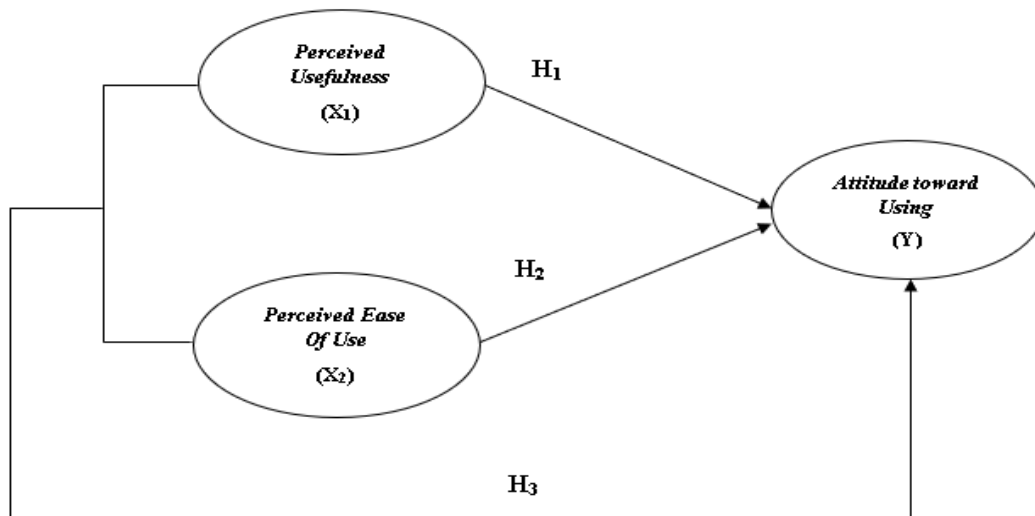 Perceived
Usefulness
(X₁)
H₁
Attitude toward
Using
(Y)
H₂
Perceived Ease
Of Use
(X₂)
H₃